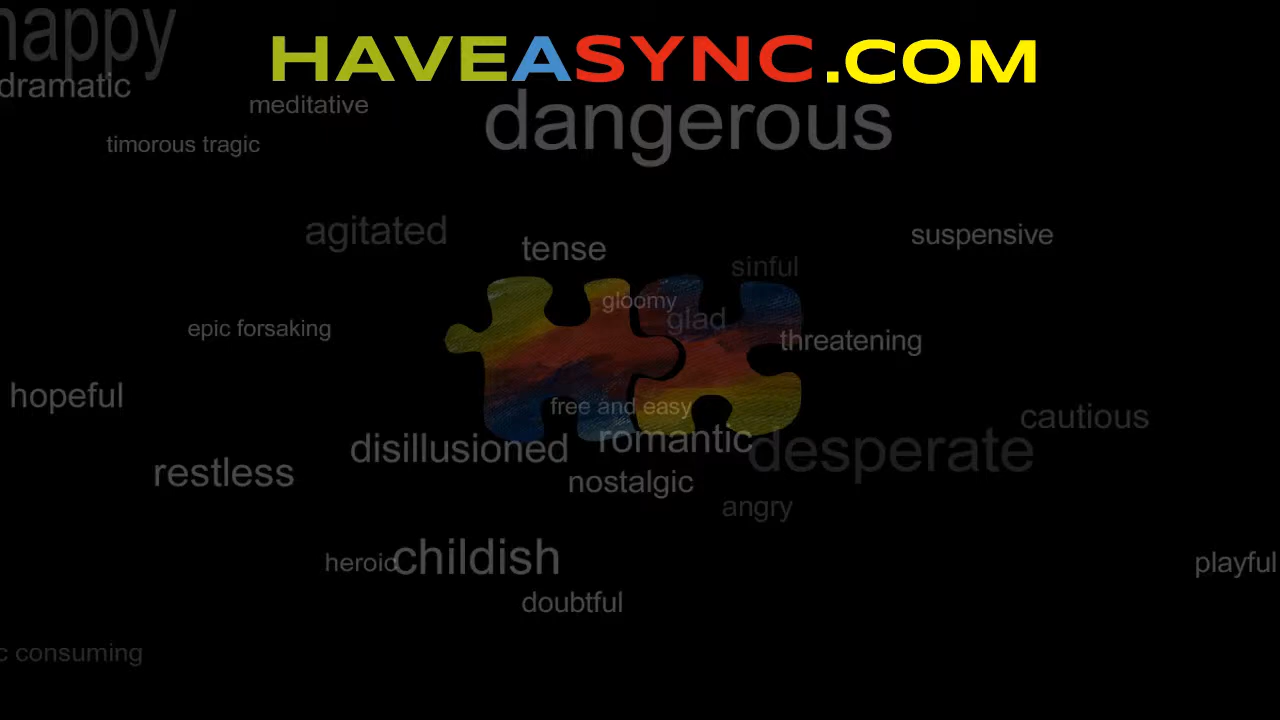 happy
HAVEASYNC.COM
dramatic
meditative
dangerous
timorous tragic
agitated
tense
suspensive
sinful
gloomy
glad
epic forsaking
threatening
hopeful
free and easy
cautious
romantic
disillusioned
desperate
restless
nostalgic
angry
heroic
childish
playful
doubtful
c consuming